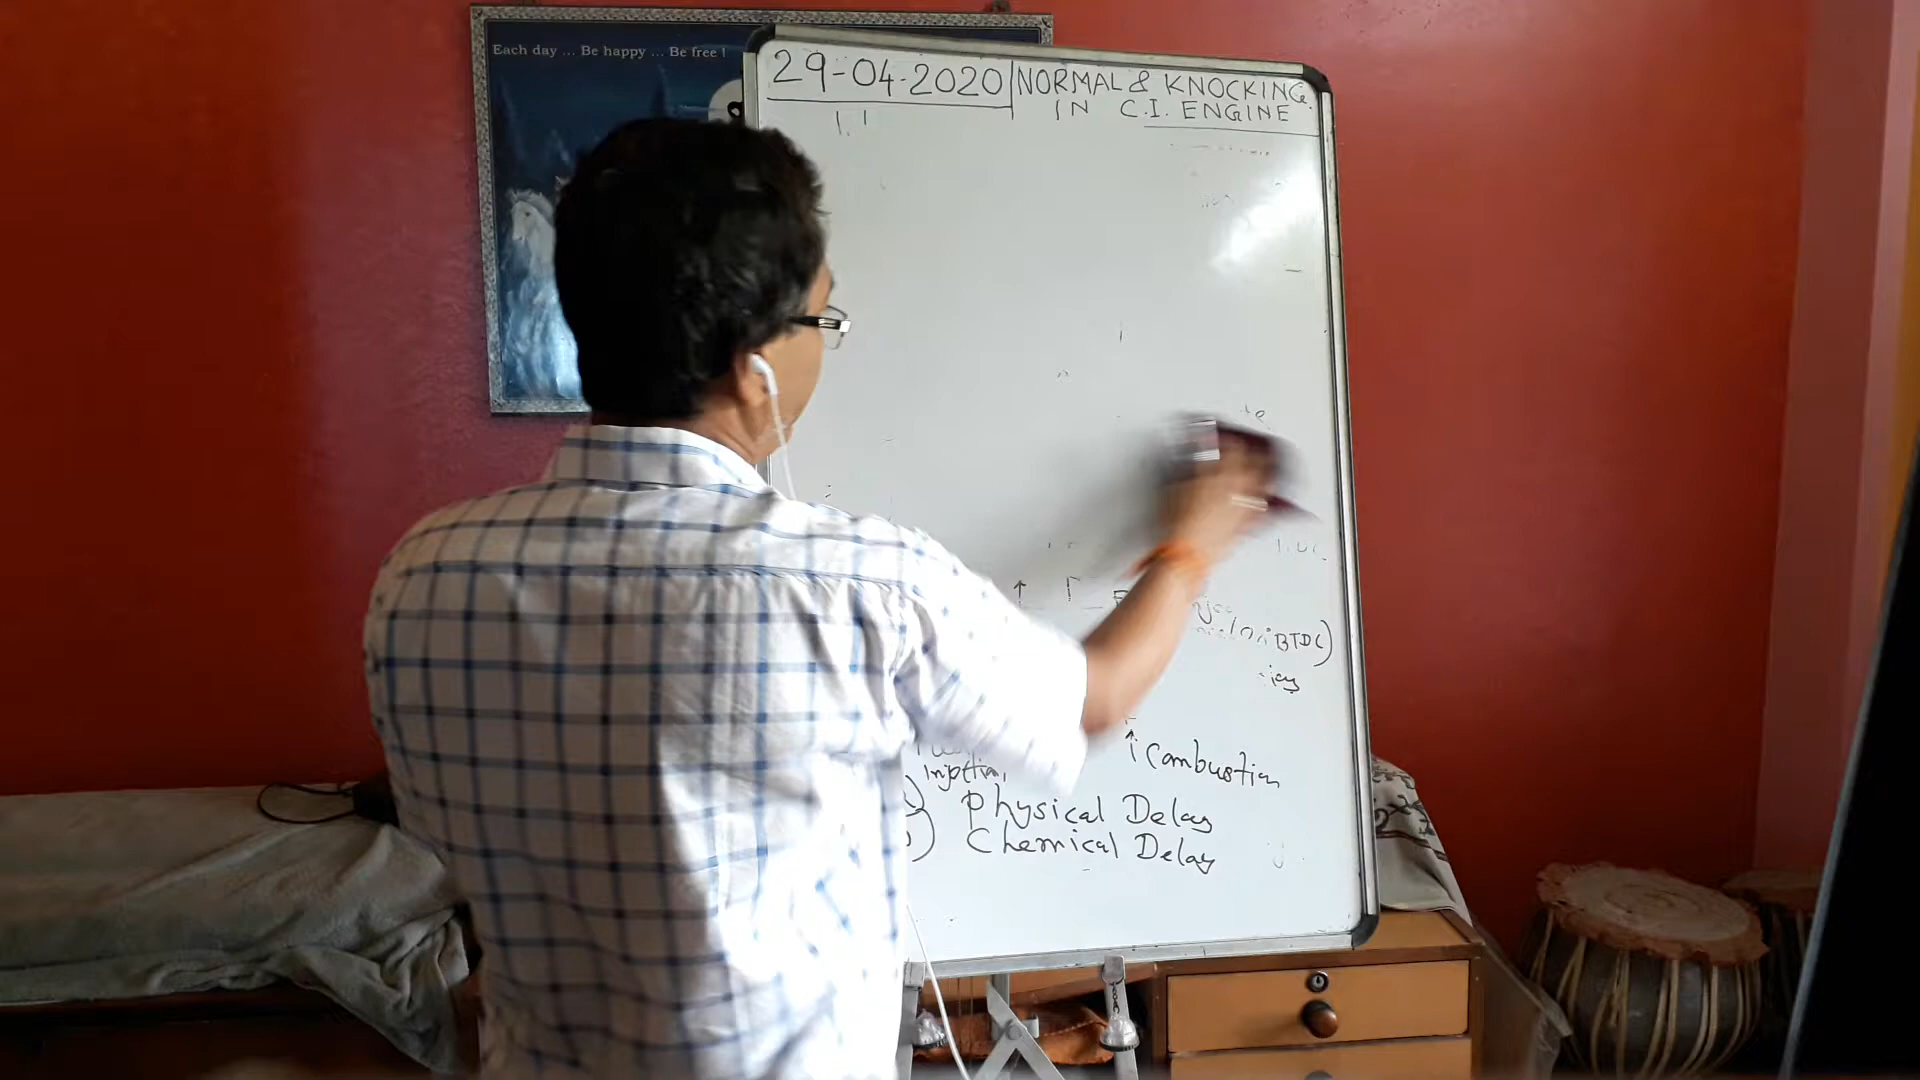 Each day ... Be happy ... Be free !
29-04-2020 NORMAL & KNOCKING
IN C.I. ENGINE
BTDC)
Injection
Combustion
Physical Delay
Chemical Delay